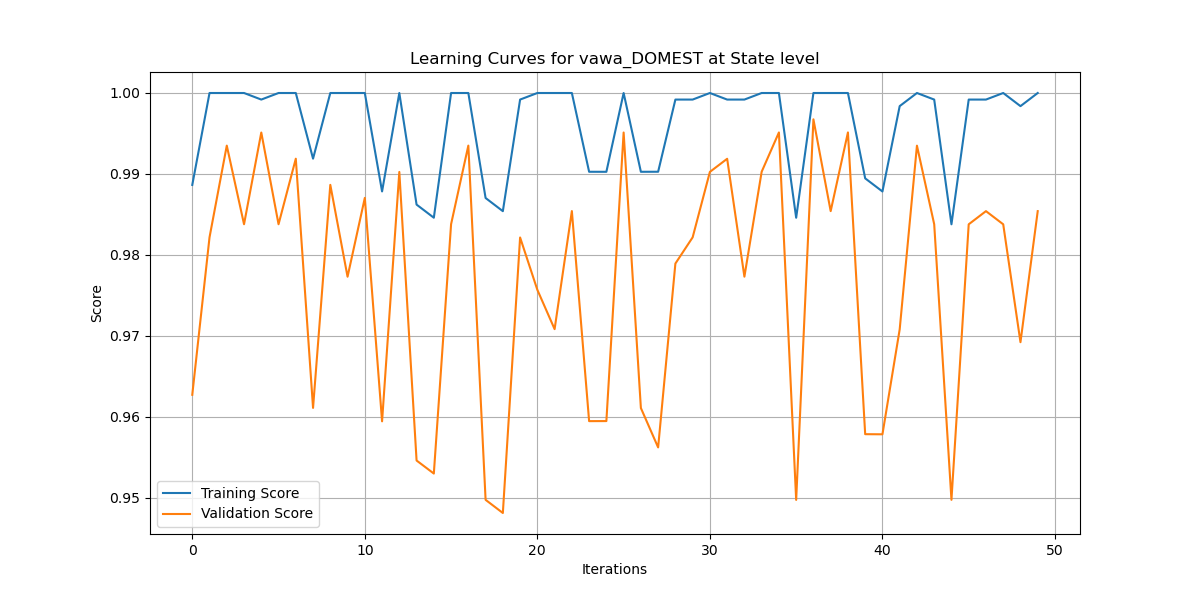 Learning Curves for vawa_DOMEST at State level
Score
1.00
0.99
0.98
0.97
0.96
0.95
Training Score
Validation Score
0 10 20 30 40 50
Iterations